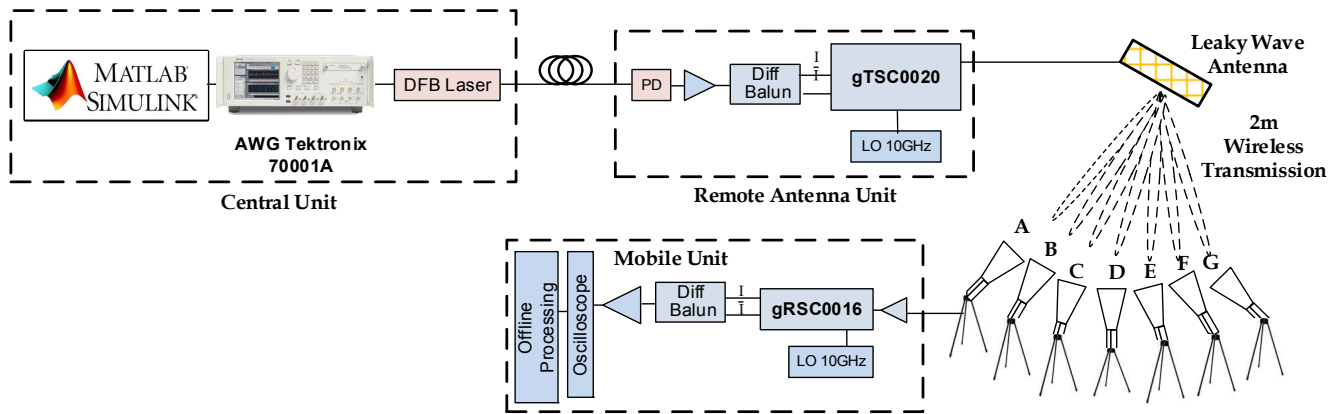 MATLAB®
SIMULINK®
AWG Tektronix
70001A
DFB Laser
Central Unit
PD
Diff
Balun
I
Ī
gTSC0020
LO 10GHz
Remote Antenna Unit
Leaky Wave
Antenna
2m
Wireless
Transmission
A
B
C
D
E
F
G
Mobile Unit
Offline
Processing
Oscilloscope
Diff
Balun
I
Ī
gRSC0016
LO 10GHz